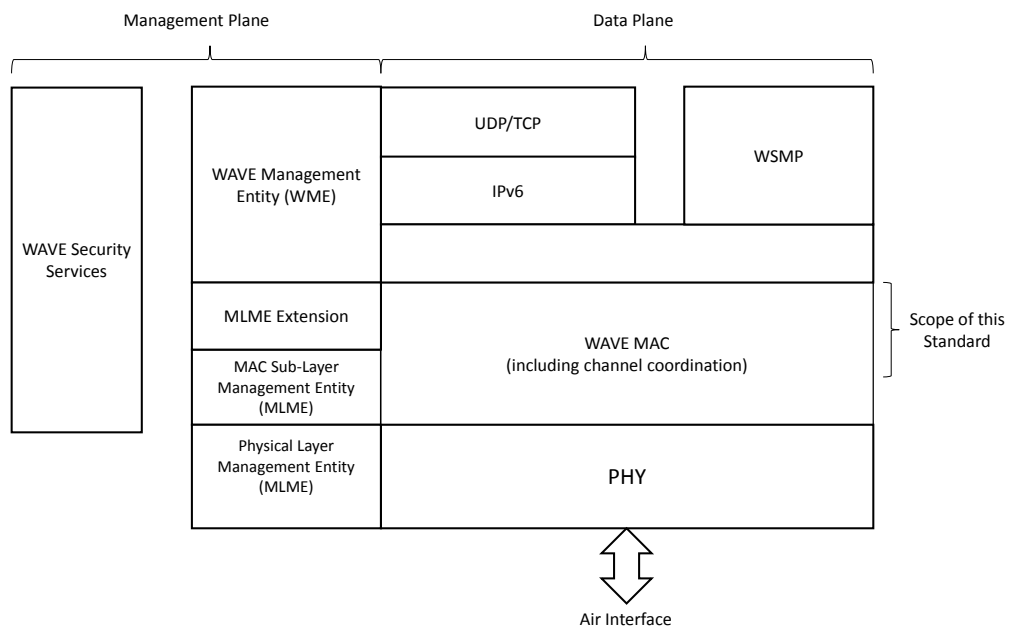 Management Plane
Data Plane
WAVE Security
Services
WAVE Management
Entity (WME)
UDP/TCP
IPv6
WSMP
MLME Extension
MAC Sub-Layer
Management Entity
(MLME)
WAVE MAC
(including channel coordination)
Scope of this
Standard
Physical Layer
Management Entity
(MLME)
PHY
Air Interface